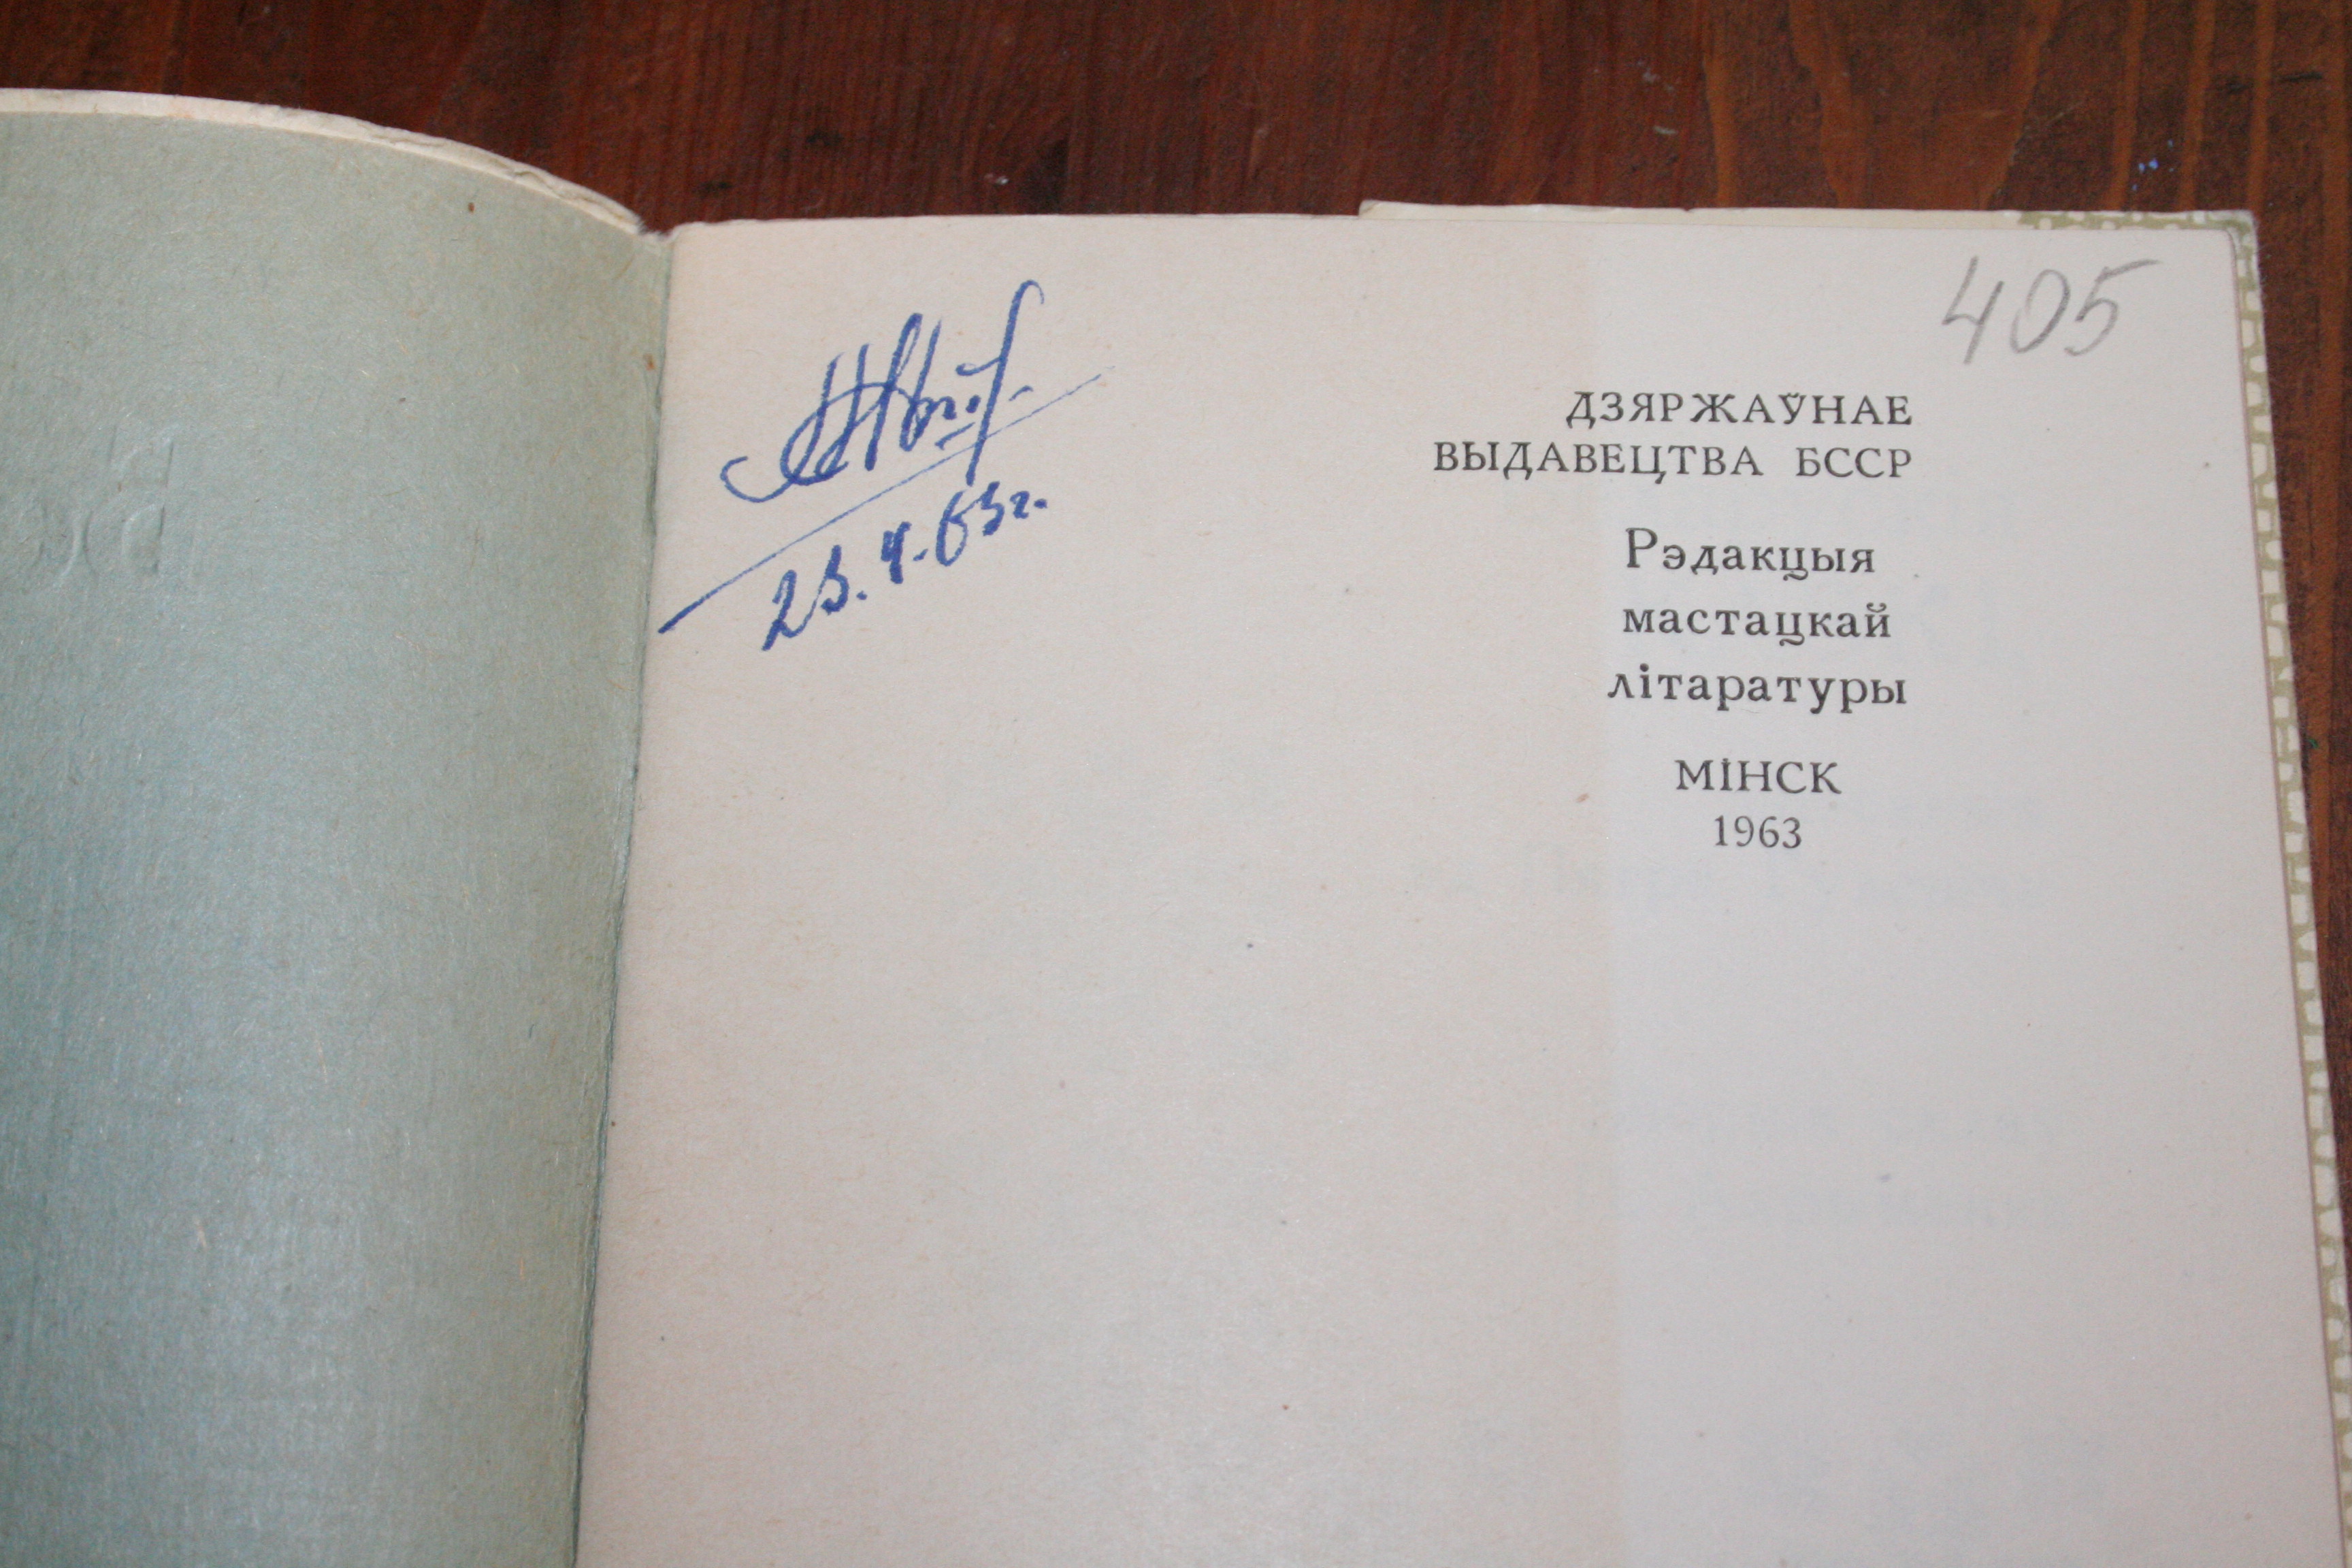 405
ДЗЯРЖАЎНАЕ
ВЫДАВЕЦТВА БССР
Рэдакцыя
мастацкай
літаратуры
МІНСК
1963
23.4.63г.